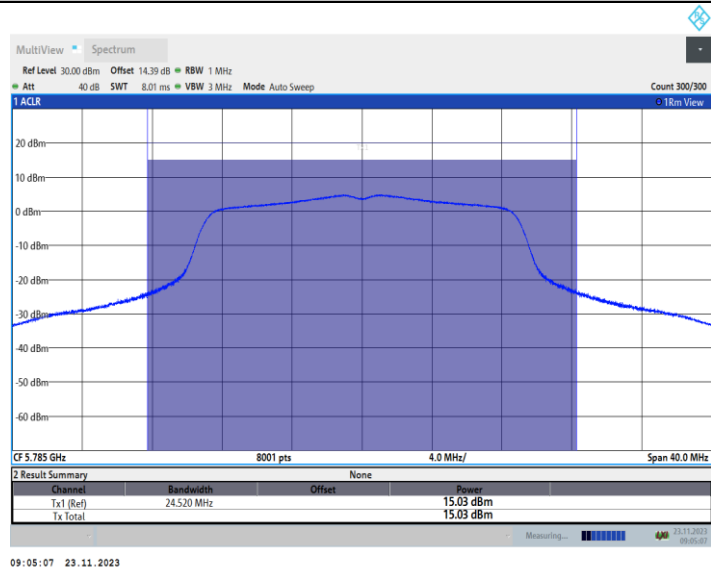 MultiView Spectrum
Ref Level 30.00 dBm Offset 14.39 dB RBW 1 MHz
Att 40 dB SWT 8.01 ms VBW 3 MHz Mode Auto Sweep Count 300/300
1 ACLR 1Rm View
20 dBm
10 dBm
0 dBm
-10 dBm
-20 dBm
-30 dBm
-40 dBm
-50 dBm
-60 dBm
CF 5.785 GHz 8001 pts 4.0 MHz/ Span 40.0 MHz
2 Result Summary None
Channel Bandwidth Offset Power
Tx1 (Ref) 24.520 MHz 15.03 dBm
Tx Total 15.03 dBm
Measuring... 23.11.2023
09:05:07
09:05:07 23.11.2023